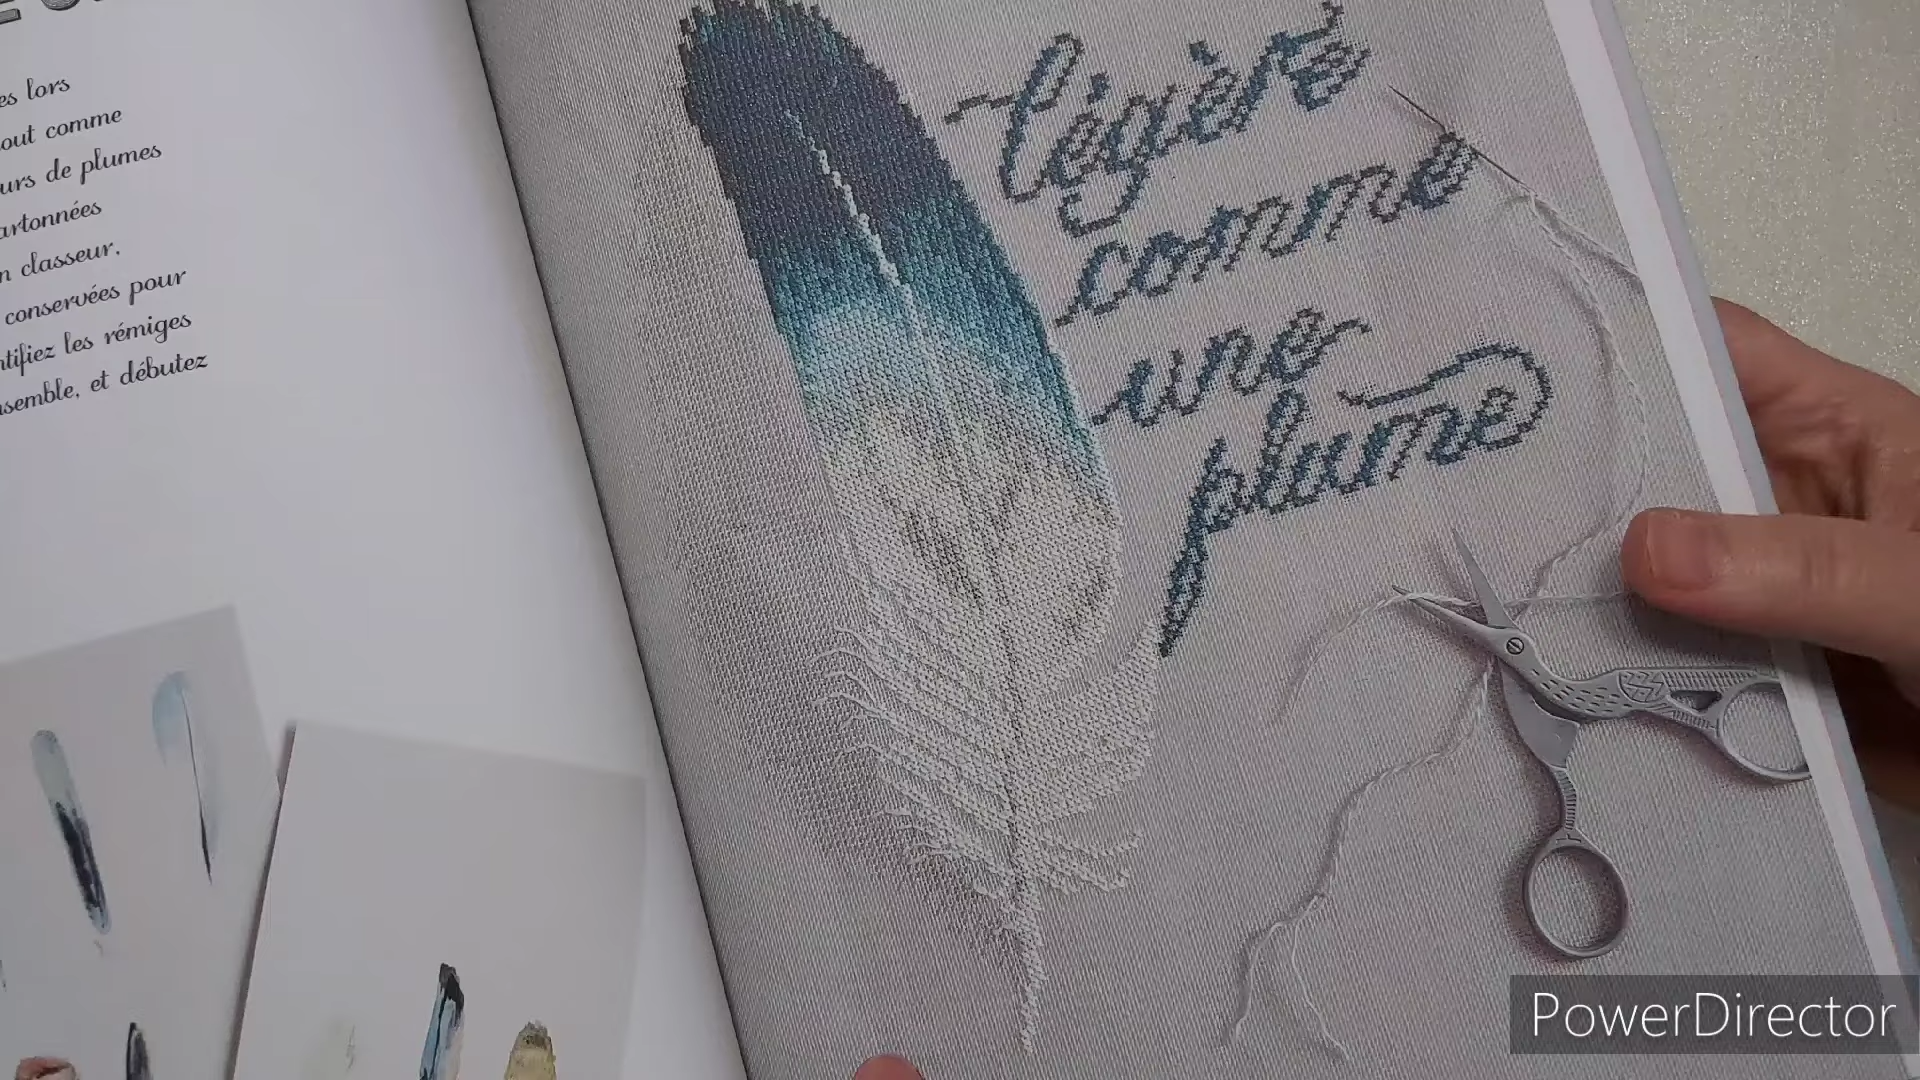 es lors
out comme
urs de plumes
artonnées
n classeur,
conservées pour
ntifiez les rémiges
semble, et débutez
légère
comme
une
plume
PowerDirector